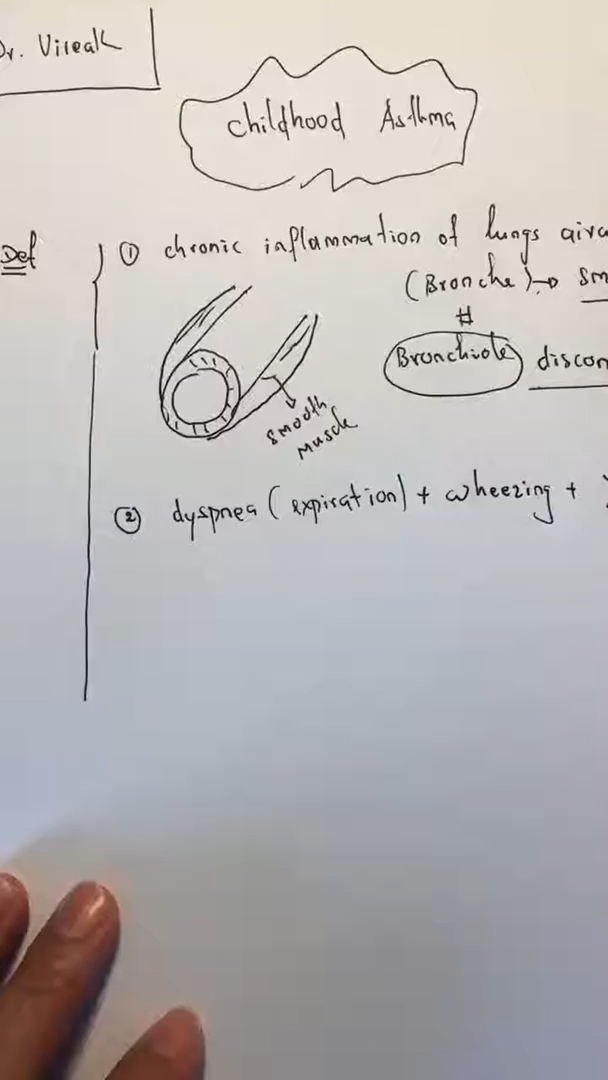 Dr. Vireak
Childhood Asthma
Def
① chronic inflammation of lungs airw
(Bronche) → Sm
#
Bronchiole discon
smooth
muscle
② dyspnea (expiration) + wheezing +